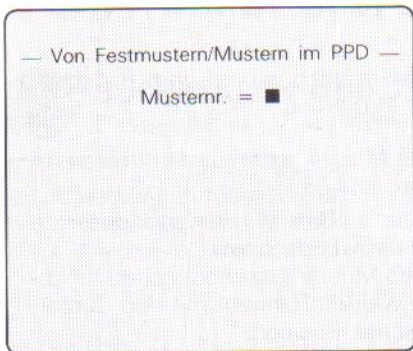 — Von Festmustern/Mustern im PPD —
Musternr. = ■